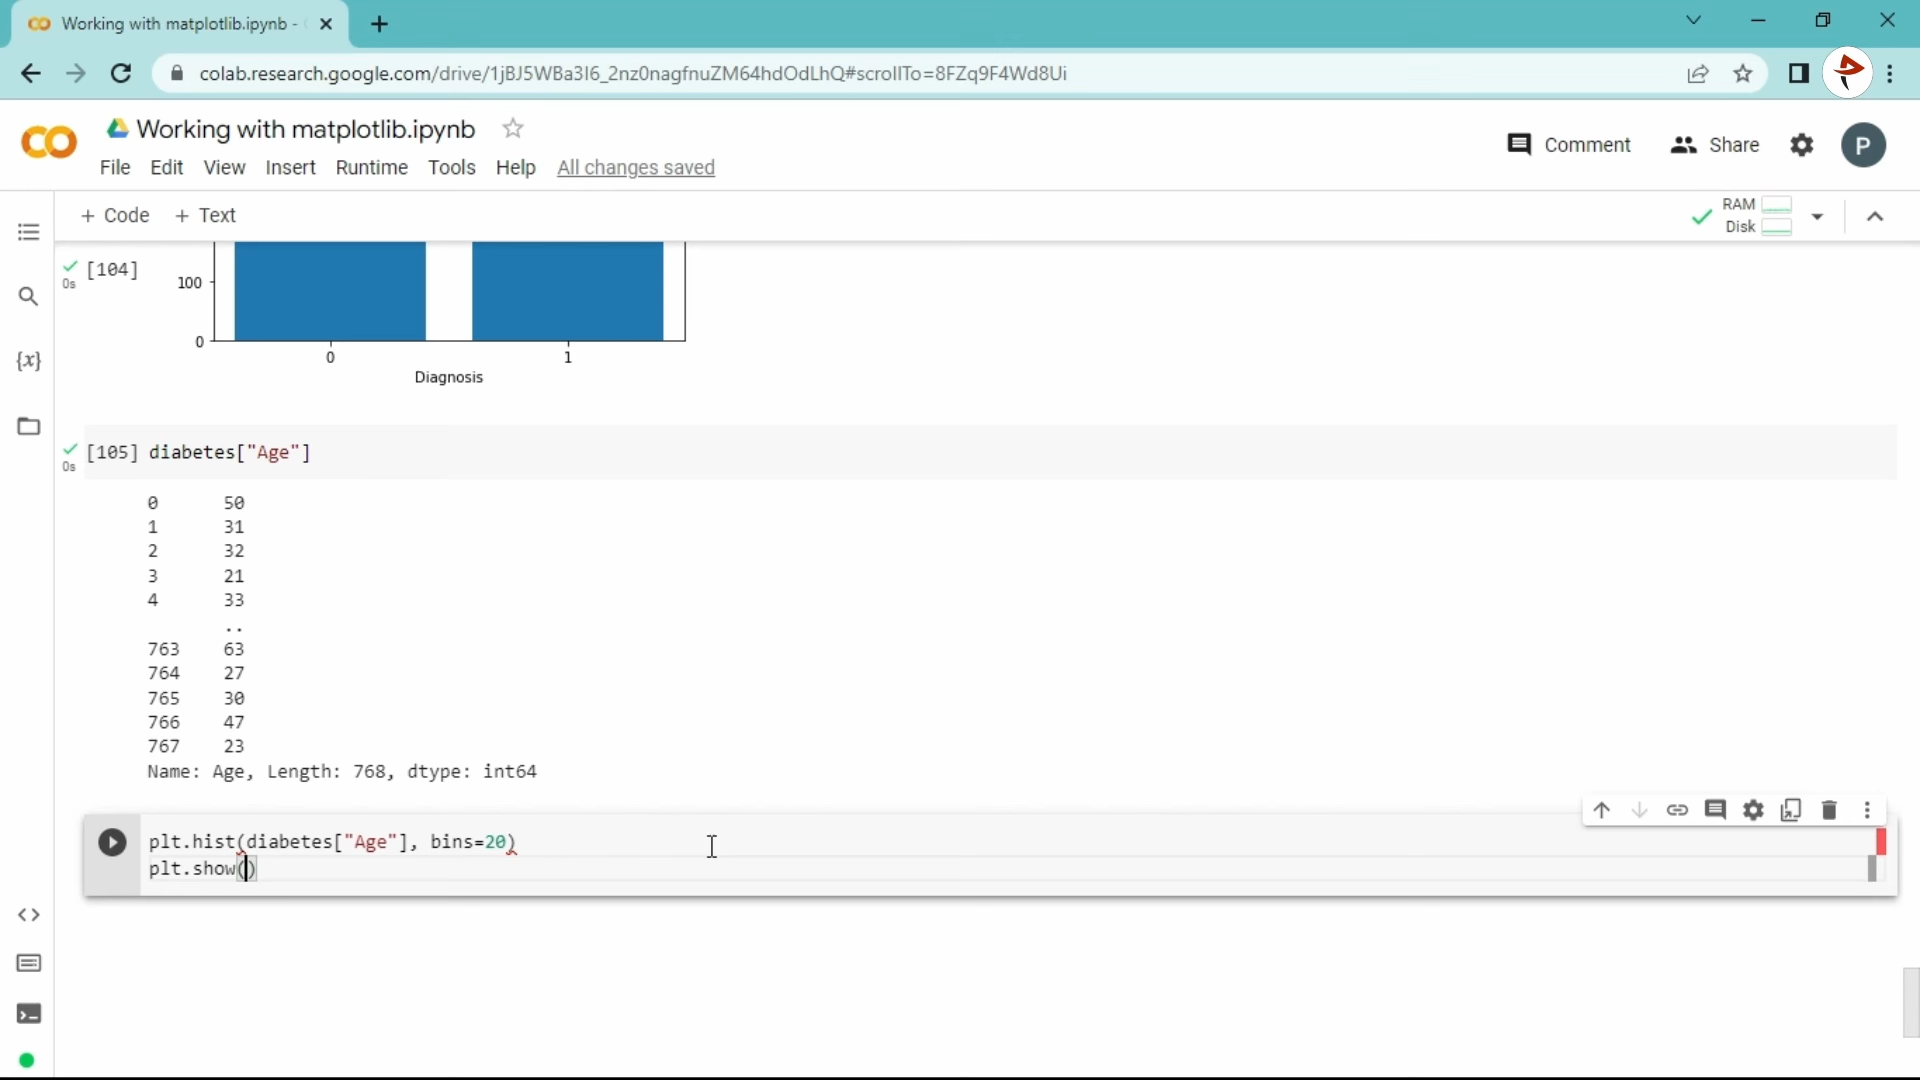 Working with matplotlib.ipynb -
colab.research.google.com/drive/1jBJ5WBa3I6_2nz0nagfnuZM64hdOdLhQ#scrollTo=8FZq9F4Wd8Ui
Working with matplotlib.ipynb
File Edit View Insert Runtime Tools Help All changes saved
Comment Share P
+ Code + Text
RAM
Disk
[104]
0s
100
0
0 1
Diagnosis
{x}
[105] diabetes["Age"]
0s
0 50
1 31
2 32
3 21
4 33
..
763 63
764 27
765 30
766 47
767 23
Name: Age, Length: 768, dtype: int64
plt.hist(diabetes["Age"], bins=20)
plt.show()